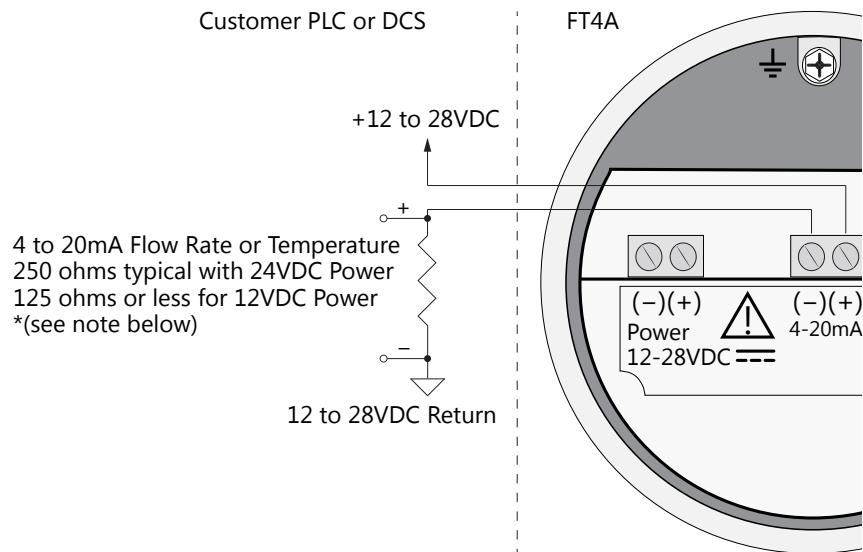 Customer PLC or DCS
FT4A
+12 to 28VDC
+
4 to 20mA Flow Rate or Temperature
250 ohms typical with 24VDC Power
125 ohms or less for 12VDC Power
*(see note below)
−
12 to 28VDC Return
(−)(+)
Power
12-28VDC
!
(−)(+)
4-20mA